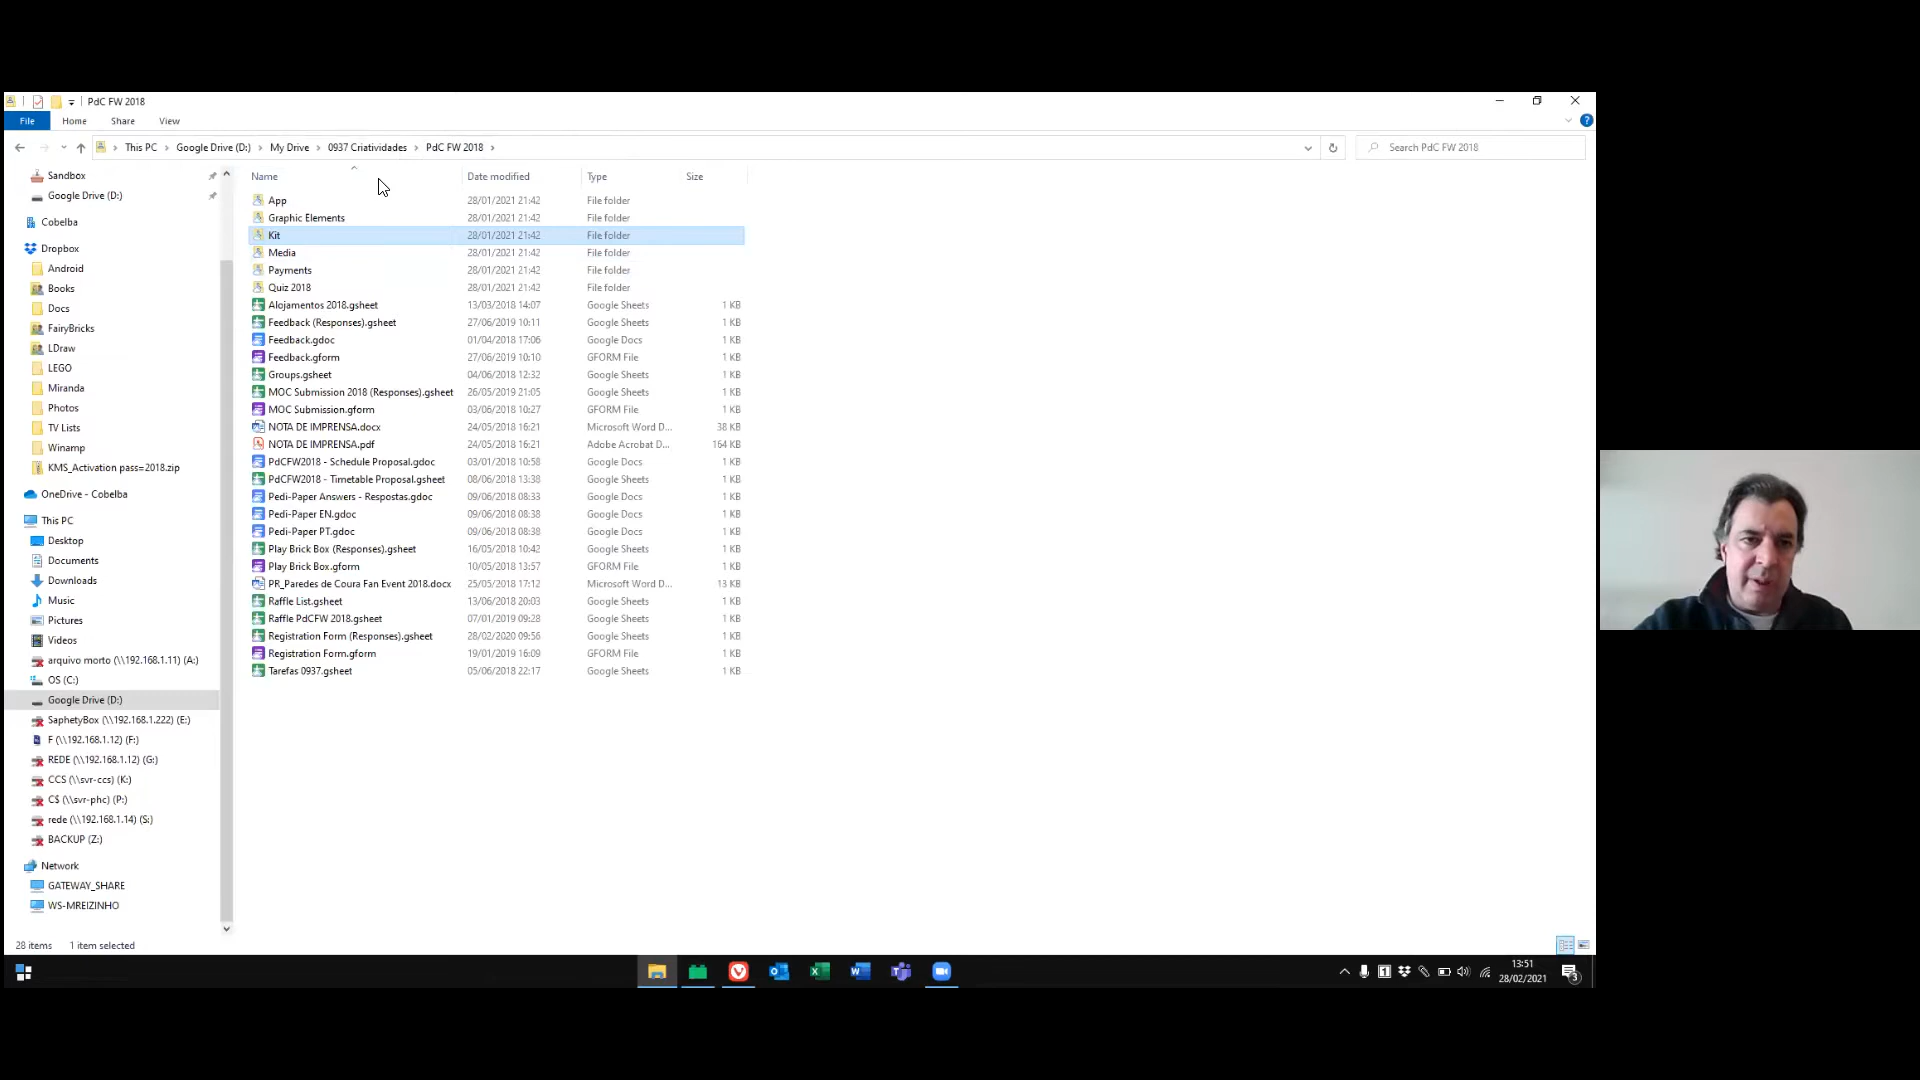 PdC FW 2018
File Home Share View
This PC Google Drive (D:) My Drive 0937 Criatividades PdC FW 2018
Search PdC FW 2018
Sandbox
Google Drive (D:)
Cobelba
Dropbox
Android
Books
Docs
FairyBricks
LDraw
LEGO
Miranda
Photos
TV Lists
Winamp
KMS_Activation pass=2018.zip
OneDrive - Cobelba
This PC
Desktop
Documents
Downloads
Music
Pictures
Videos
arquivo morto (\\192.168.1.11) (A:)
OS (C:)
Google Drive (D:)
SaphetyBox (\\192.168.1.222) (E:)
F (\\192.168.1.12) (F:)
REDE (\\192.168.1.12) (G:)
CCS (\\svr-ccs) (K:)
C$ (\\svr-phc) (P:)
rede (\\192.168.1.14) (S:)
BACKUP (Z:)
Network
GATEWAY_SHARE
WS-MREIZINHO
Name Date modified Type Size
App 28/01/2021 21:42 File folder
Graphic Elements 28/01/2021 21:42 File folder
Kit 28/01/2021 21:42 File folder
Media 28/01/2021 21:42 File folder
Payments 28/01/2021 21:42 File folder
Quiz 2018 28/01/2021 21:42 File folder
Alojamentos 2018.gsheet 13/03/2018 14:07 Google Sheets 1 KB
Feedback (Responses).gsheet 27/06/2019 10:11 Google Sheets 1 KB
Feedback.gdoc 01/04/2018 17:06 Google Docs 1 KB
Feedback.gform 27/06/2019 10:10 GFORM File 1 KB
Groups.gsheet 04/06/2018 12:32 Google Sheets 1 KB
MOC Submission 2018 (Responses).gsheet 26/05/2019 21:05 Google Sheets 1 KB
MOC Submission.gform 03/06/2018 10:27 GFORM File 1 KB
NOTA DE IMPRENSA.docx 24/05/2018 16:21 Microsoft Word D... 38 KB
NOTA DE IMPRENSA.pdf 24/05/2018 16:21 Adobe Acrobat D... 164 KB
PdCFW2018 - Schedule Proposal.gdoc 03/01/2018 10:58 Google Docs 1 KB
PdCFW2018 - Timetable Proposal.gsheet 08/06/2018 13:38 Google Sheets 1 KB
Pedi-Paper Answers - Respostas.gdoc 09/06/2018 08:33 Google Docs 1 KB
Pedi-Paper EN.gdoc 09/06/2018 08:38 Google Docs 1 KB
Pedi-Paper PT.gdoc 09/06/2018 08:38 Google Docs 1 KB
Play Brick Box (Responses).gsheet 16/05/2018 10:42 Google Sheets 1 KB
Play Brick Box.gform 10/05/2018 13:57 GFORM File 1 KB
PR_Paredes de Coura Fan Event 2018.docx 25/05/2018 17:12 Microsoft Word D... 13 KB
Raffle List.gsheet 13/06/2018 20:03 Google Sheets 1 KB
Raffle PdCFW 2018.gsheet 07/01/2019 09:28 Google Sheets 1 KB
Registration Form (Responses).gsheet 28/02/2020 09:56 Google Sheets 1 KB
Registration Form.gform 19/01/2019 16:09 GFORM File 1 KB
Tarefas 0937.gsheet 05/06/2018 22:17 Google Sheets 1 KB
28 items 1 item selected
13:51
28/02/2021
3